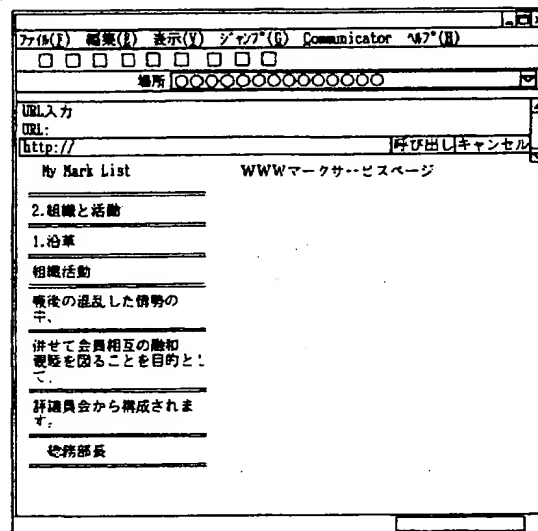 ファイル(F) 編集(E) 表示(V) ジャンプ(G) Communicator ヘルプ(H)
場所 ○○○○○○○○○○○○○○
URL入力
URL:
http:// 呼び出し キャンセル
My Mark List WWWマークサービスページ
2.組織と活動
1.沿革
組織活動
戦後の混乱した情勢の
中、
併せて会員相互の融和
親睦を図ることを目的とし
て、
評議員会から構成されま
す。
総務部長